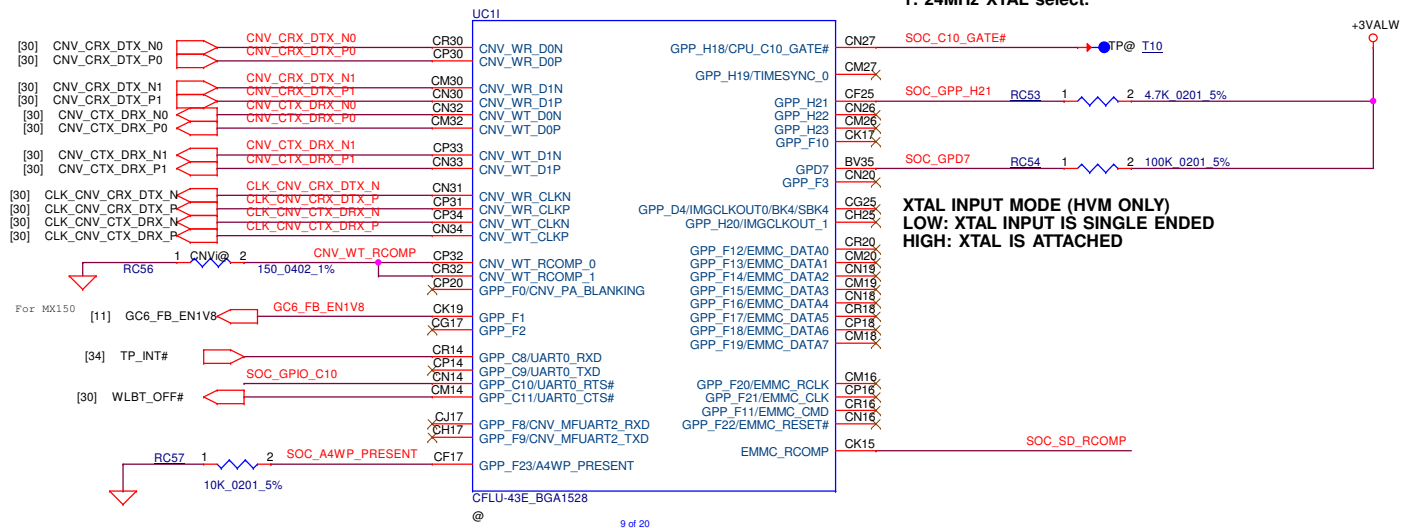 1: 24MHz XTAL select.
UC1I
+3VALW
[30] CNV_CRX_DTX_N0 CNV_CRX_DTX_N0 CR30 CNV_WR_D0N GPP_H18/CPU_C10_GATE# CN27 SOC_C10_GATE# TP@ T10
[30] CNV_CRX_DTX_P0 CNV_CRX_DTX_P0 CP30 CNV_WR_D0P
GPP_H19/TIMESYNC_0 CM27
[30] CNV_CRX_DTX_N1 CNV_CRX_DTX_N1 CM30 CNV_WR_D1N
[30] CNV_CRX_DTX_P1 CNV_CRX_DTX_P1 CN30 CNV_WR_D1P GPP_H21 CF25 SOC_GPP_H21 RC53 1 2 4.7K_0201_5%
[30] CNV_CTX_DRX_N0 CNV_CTX_DRX_N0 CN32 CNV_WT_D0N GPP_H22 CN26
[30] CNV_CTX_DRX_P0 CNV_CTX_DRX_P0 CM32 CNV_WT_D0P GPP_H23 CM26
GPP_F10 CK17
[30] CNV_CTX_DRX_N1 CNV_CTX_DRX_N1 CP33 CNV_WT_D1N
[30] CNV_CTX_DRX_P1 CNV_CTX_DRX_P1 CN33 CNV_WT_D1P GPD7 BV35 SOC_GPD7 RC54 1 2 100K_0201_5%
GPP_F3 CN20
[30] CLK_CNV_CRX_DTX_N CLK_CNV_CRX_DTX_N CN31 CNV_WR_CLKN
[30] CLK_CNV_CRX_DTX_P CLK_CNV_CRX_DTX_P CP31 CNV_WR_CLKP GPP_D4/IMGCLKOUT0/BK4/SBK4 CG25
[30] CLK_CNV_CTX_DRX_N CLK_CNV_CTX_DRX_N CP34 CNV_WT_CLKN GPP_H20/IMGCLKOUT_1 CH25
[30] CLK_CNV_CTX_DRX_P CLK_CNV_CTX_DRX_P CN34 CNV_WT_CLKP
XTAL INPUT MODE (HVM ONLY)
LOW: XTAL INPUT IS SINGLE ENDED
HIGH: XTAL IS ATTACHED
GPP_F12/EMMC_DATA0 CR20
RC56 1 CNVi@ 2 150_0402_1% CNV_WT_RCOMP CP32 CNV_WT_RCOMP_0 GPP_F13/EMMC_DATA1 CM20
CR32 CNV_WT_RCOMP_1 GPP_F14/EMMC_DATA2 CN19
CP20 GPP_F0/CNV_PA_BLANKING GPP_F15/EMMC_DATA3 CM19
GPP_F16/EMMC_DATA4 CN18
For MX150
[11] GC6_FB_EN1V8 GC6_FB_EN1V8 CK19 GPP_F1 GPP_F17/EMMC_DATA5 CR18
CG17 GPP_F2 GPP_F18/EMMC_DATA6 CP18
GPP_F19/EMMC_DATA7 CM18
[34] TP_INT# CR14 GPP_C8/UART0_RXD
CP14 GPP_C9/UART0_TXD
SOC_GPIO_C10 CN14 GPP_C10/UART0_RTS# GPP_F20/EMMC_RCLK CM16
[30] WLBT_OFF# CM14 GPP_C11/UART0_CTS# GPP_F21/EMMC_CLK CP16
GPP_F11/EMMC_CMD CR16
CJ17 GPP_F8/CNV_MFUART2_RXD GPP_F22/EMMC_RESET# CN16
CH17 GPP_F9/CNV_MFUART2_TXD
EMMC_RCOMP CK15 SOC_SD_RCOMP
RC57 1 2 10K_0201_5% SOC_A4WP_PRESENT CF17 GPP_F23/A4WP_PRESENT
CFLU-43E_BGA1528
@
9 of 20